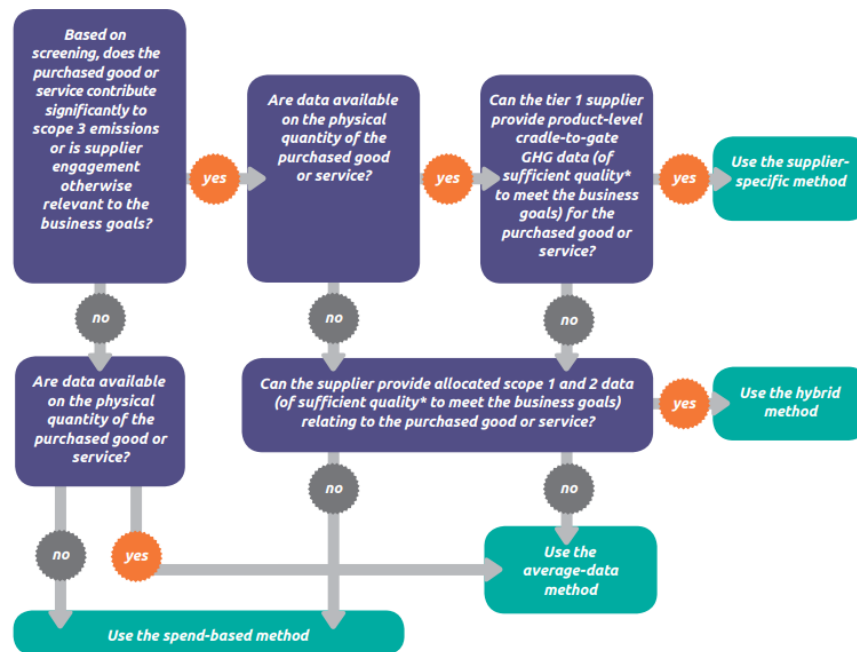 Based on
screening, does the
purchased good or
service contribute
significantly to
scope 3 emissions
or is supplier
engagement
otherwise
relevant to the
business goals?
yes
Are data available
on the physical
quantity of the
purchased good
or service?
yes
Can the tier 1 supplier
provide product-level
cradle-to-gate
GHG data (of
sufficient quality*
to meet the business
goals) for the
purchased good or
service?
yes
Use the supplier-
specific method
no
no
no
Are data available
on the physical
quantity of the
purchased good or
service?
Can the supplier provide allocated scope 1 and 2 data
(of sufficient quality* to meet the business goals)
relating to the purchased good or service?
yes
Use the hybrid
method
no
yes
no
no
Use the
average-data
method
Use the spend-based method